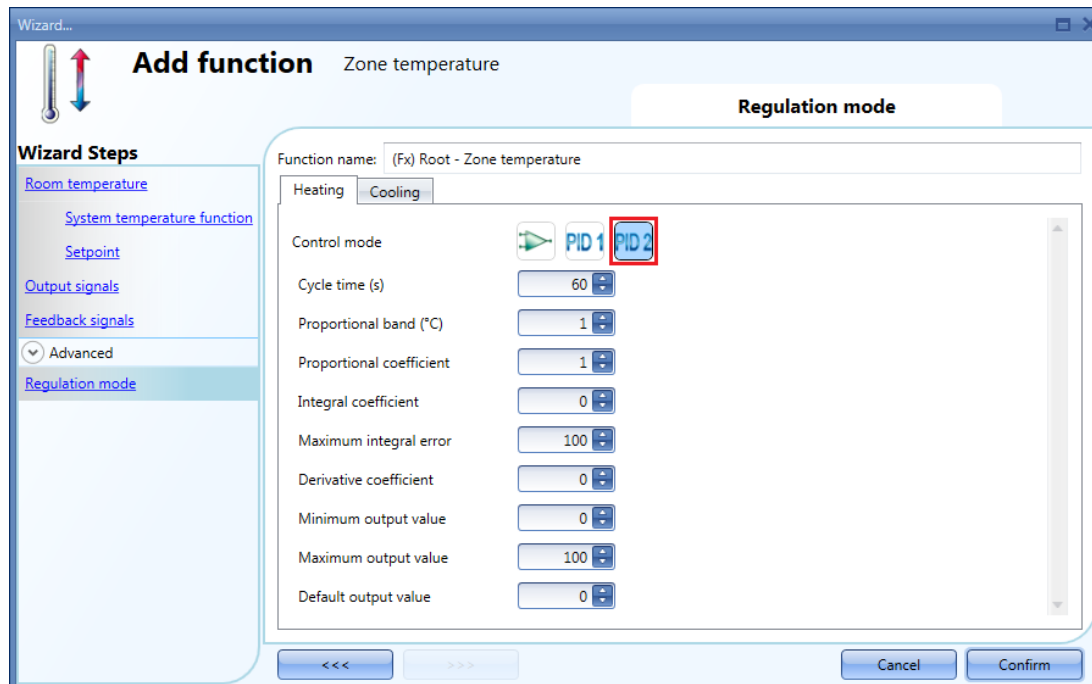 Wizard...
Add function Zone temperature
Regulation mode
Wizard Steps
Room temperature
System temperature function
Setpoint
Output signals
Feedback signals
Advanced
Regulation mode
Function name: (Fx) Root - Zone temperature
Heating Cooling
Control mode PID 1 PID 2
Cycle time (s) 60
Proportional band (°C) 1
Proportional coefficient 1
Integral coefficient 0
Maximum integral error 100
Derivative coefficient 0
Minimum output value 0
Maximum output value 100
Default output value 0
<<< >>> Cancel Confirm